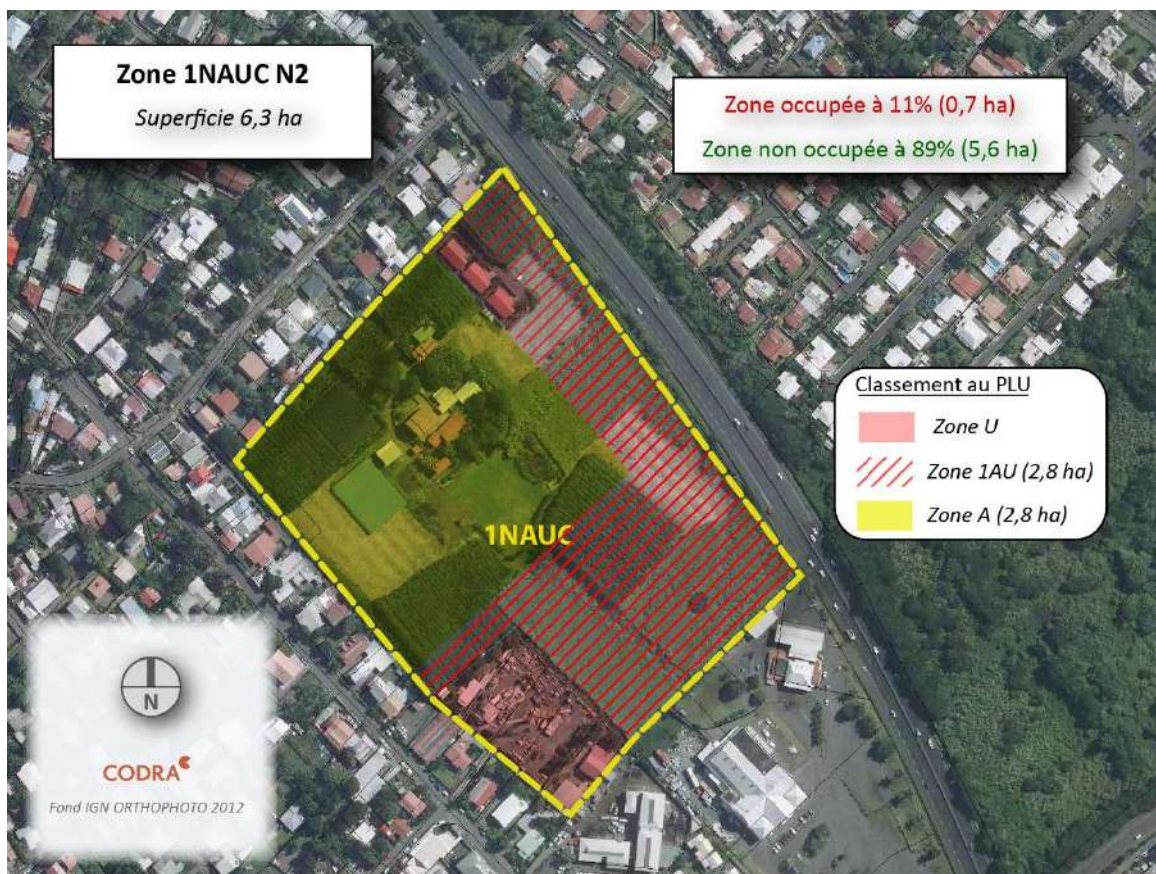 Zone 1NAUC N2
Superficie 6,3 ha
Zone occupée à 11% (0,7 ha)
Zone non occupée à 89% (5,6 ha)
Classement au PLU
Zone U
Zone 1AU (2,8 ha)
Zone A (2,8 ha)
1NAUC
N
CODRA
Fond IGN ORTHOPHOTO 2012